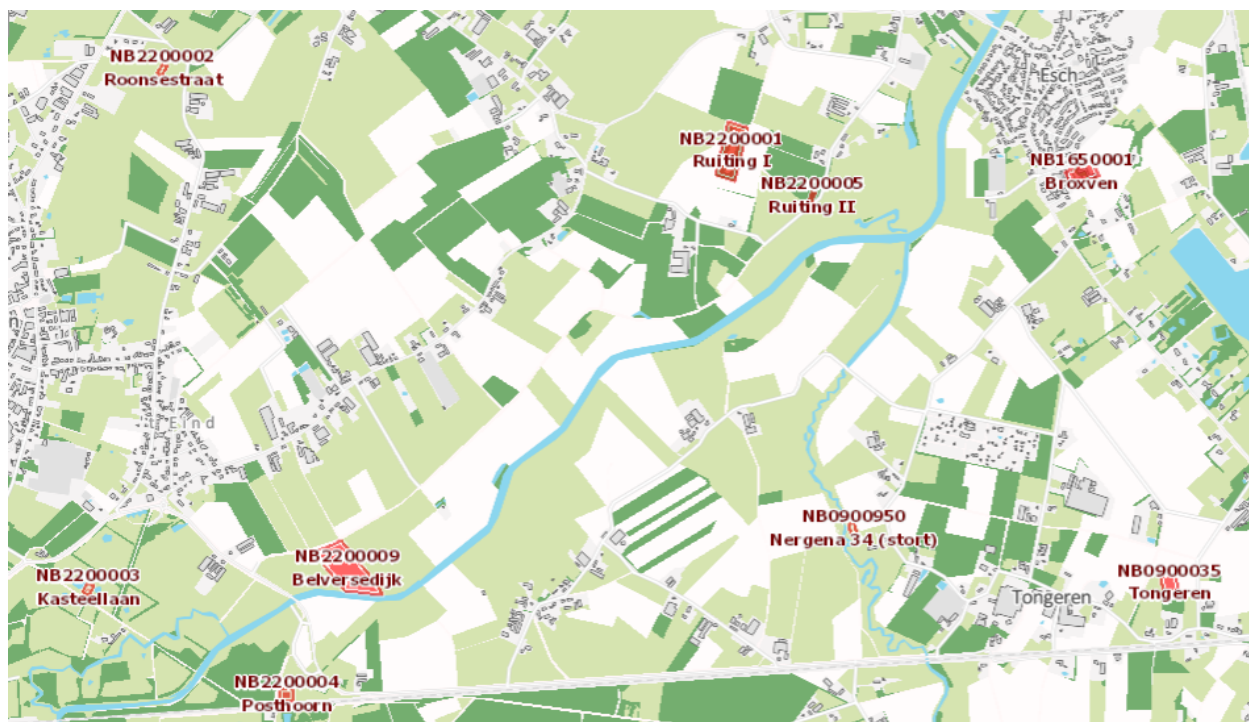 NB2200002
Roonsestraat
Esch
NB2200001
Ruiting I
NB1650001
Broxven
NB2200005
Ruiting II
Eind
NB0900950
Nergena 34 (stort)
NB2200009
Belversedijk
NB2200003
Kasteellaan
NB0900035
Tongeren
Tongeren
NB2200004
Posthoorn